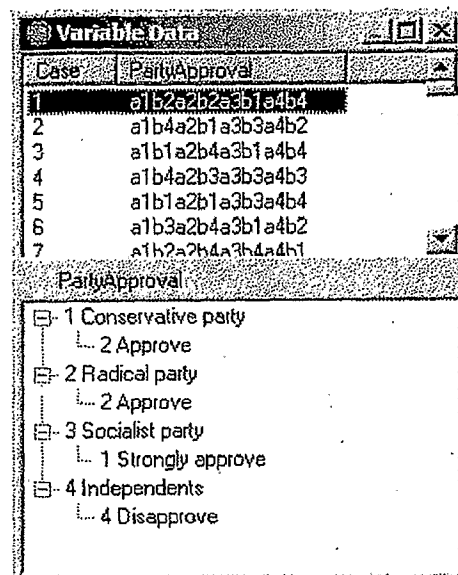 Variable Data
Case PartyApproval
1 a1b2a2b2a3b1a4b4
2 a1b4a2b1a3b3a4b2
3 a1b1a2b4a3b1a4b4
4 a1b4a2b3a3b3a4b3
5 a1b1a2b1a3b3a4b4
6 a1b3a2b4a3b1a4b2
7 a1b2a2b4a3b4a4b1
PartyApproval
1 Conservative party
2 Approve
2 Radical party
2 Approve
3 Socialist party
1 Strongly approve
4 Independents
4 Disapprove